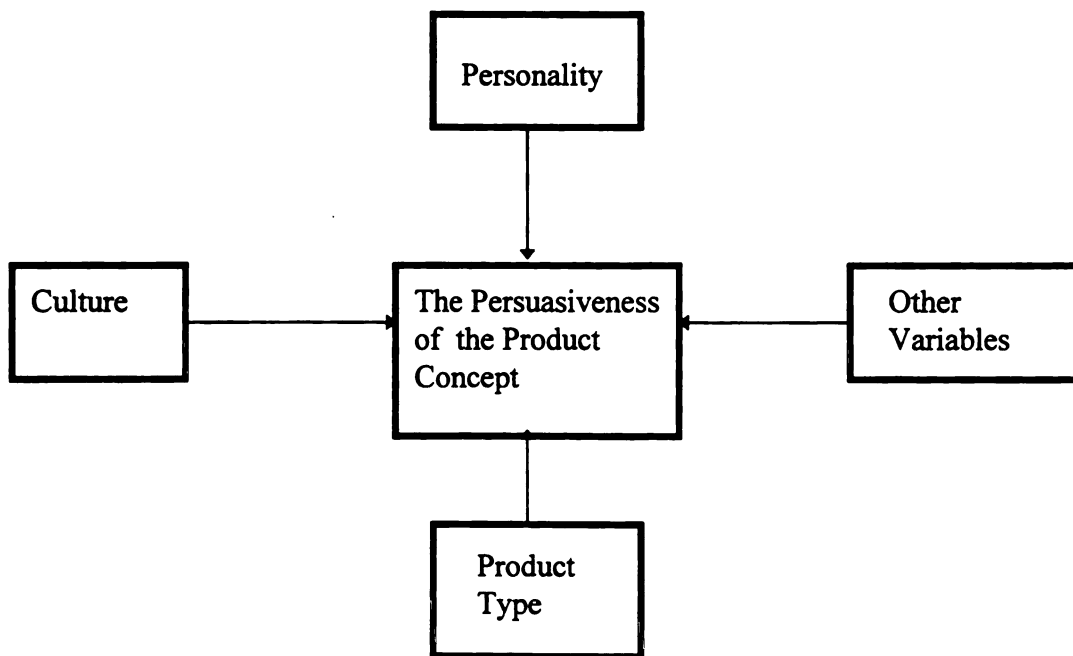 Personality
Culture
The Persuasiveness
of the Product
Concept
Other
Variables
Product
Type